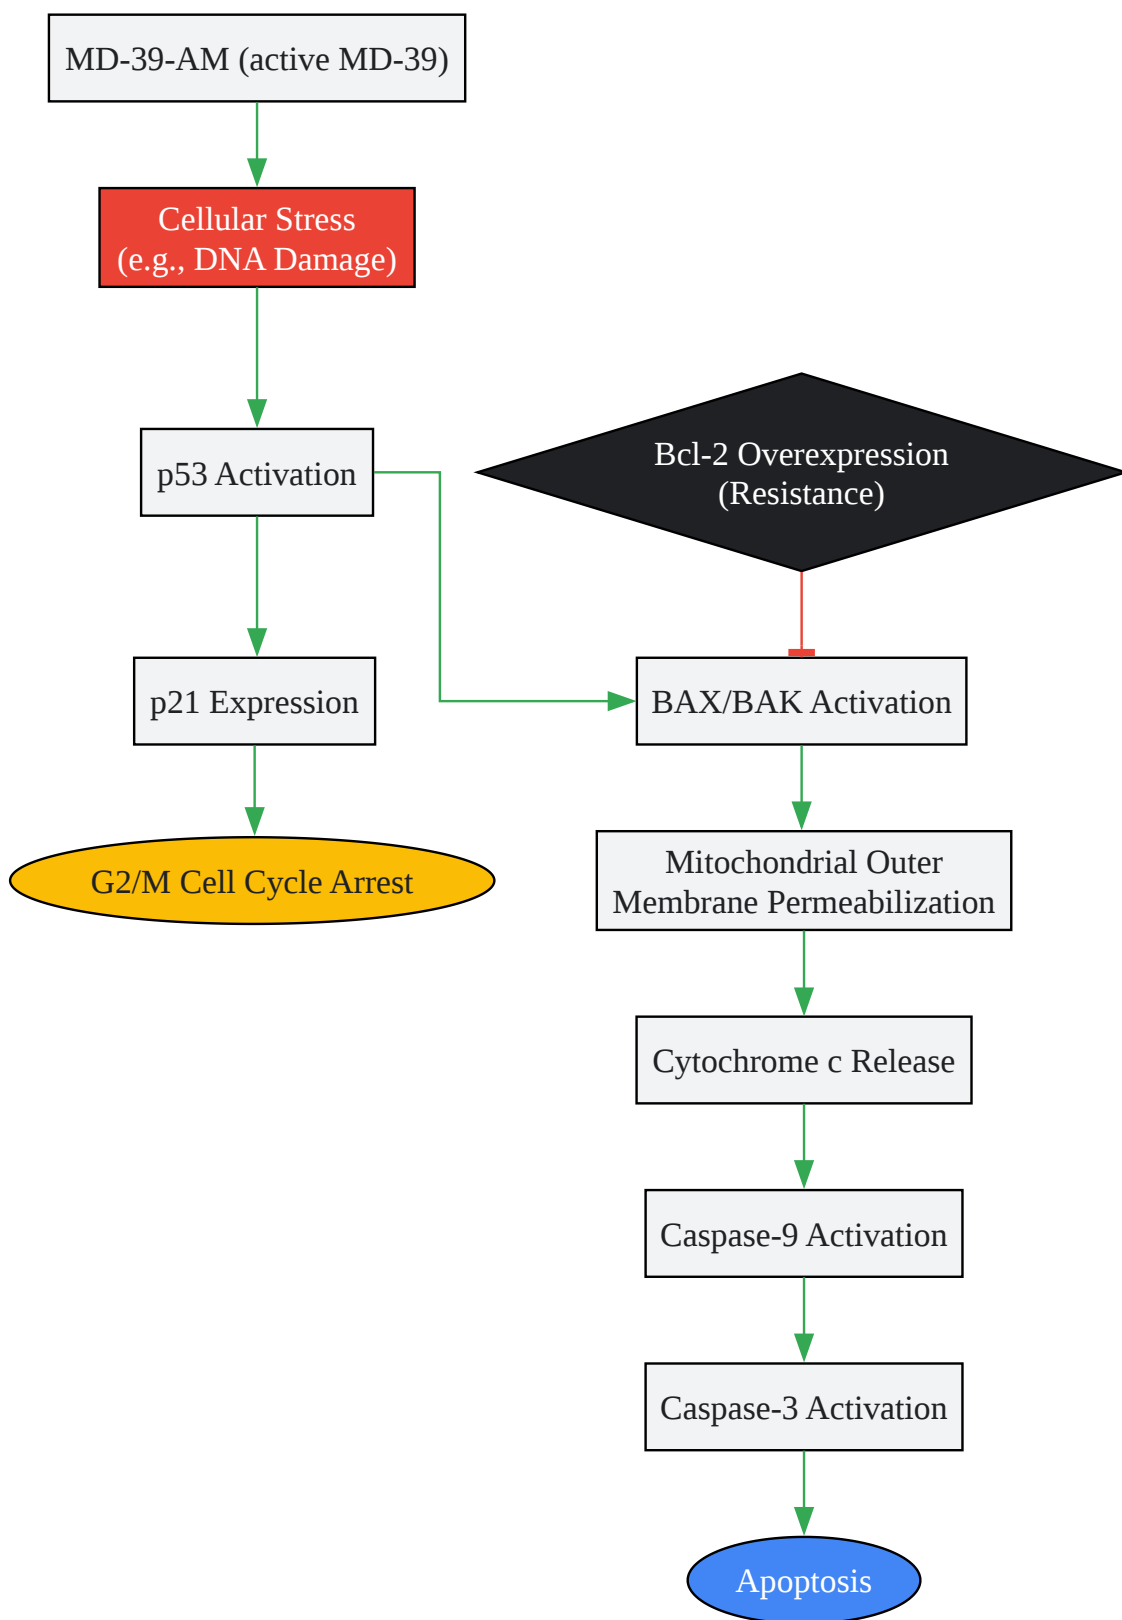 MD-39-AM (active MD-39)
Cellular Stress
(e.g., DNA Damage)
p53 Activation
Bcl-2 Overexpression
(Resistance)
p21 Expression
BAX/BAK Activation
G2/M Cell Cycle Arrest
Mitochondrial Outer
Membrane Permeabilization
Cytochrome c Release
Caspase-9 Activation
Caspase-3 Activation
Apoptosis